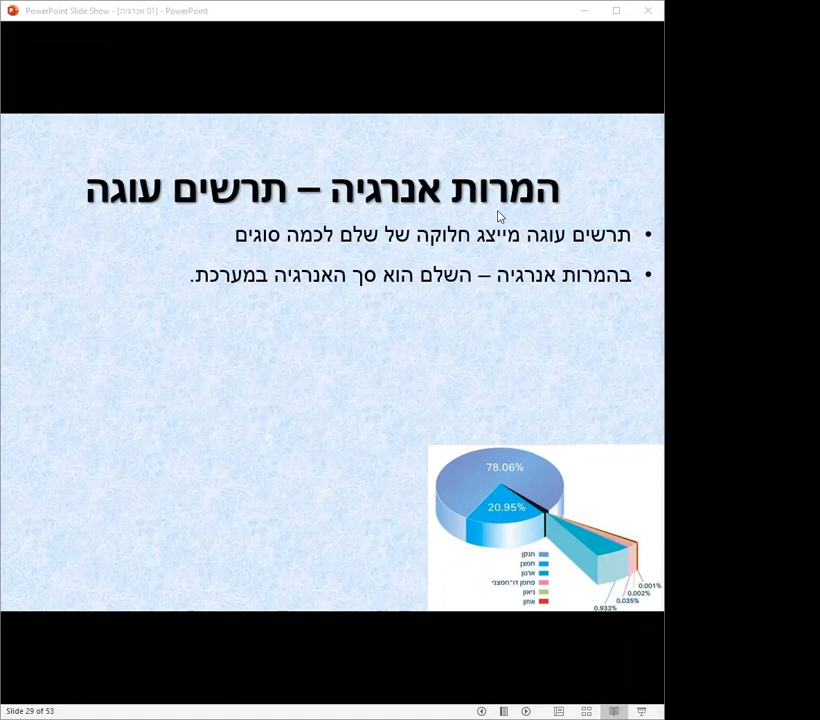 PowerPoint Slide Show - [01 אנרגיה] - PowerPoint
המרות אנרגיה – תרשים עוגה
• תרשים עוגה מייצג חלוקה של שלם לכמה סוגים
• בהמרות אנרגיה – השלם הוא סך האנרגיה במערכת.
78.06%
20.95%
חנקן
חמצן
ארגון
פחמן דו־חמצני
ניאון
אוזון
0.001%
0.002%
0.035%
0.933%
Slide 29 of 53